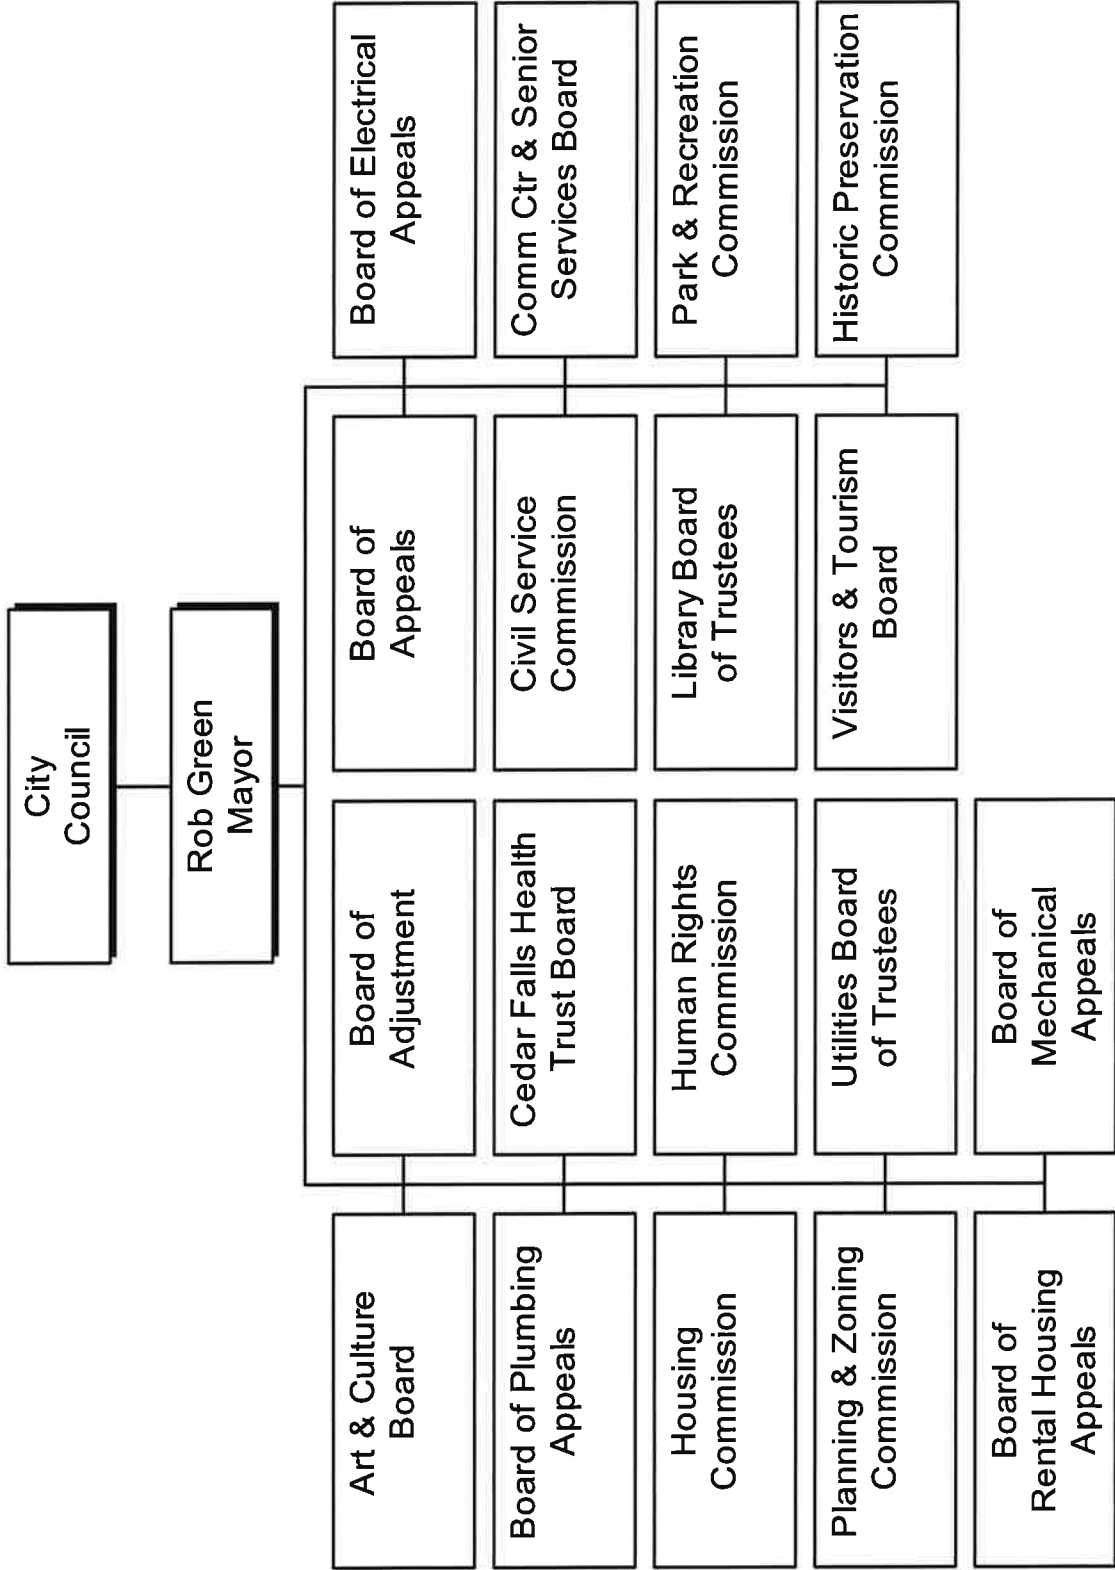 City
Council
Rob Green
Mayor
Art & Culture
Board
Board of
Adjustment
Board of
Appeals
Board of Electrical
Appeals
Board of Plumbing
Appeals
Cedar Falls Health
Trust Board
Civil Service
Commission
Comm Ctr & Senior
Services Board
Housing
Commission
Human Rights
Commission
Library Board
of Trustees
Park & Recreation
Commission
Planning & Zoning
Commission
Utilities Board
of Trustees
Visitors & Tourism
Board
Historic Preservation
Commission
Board of
Rental Housing
Appeals
Board of
Mechanical
Appeals